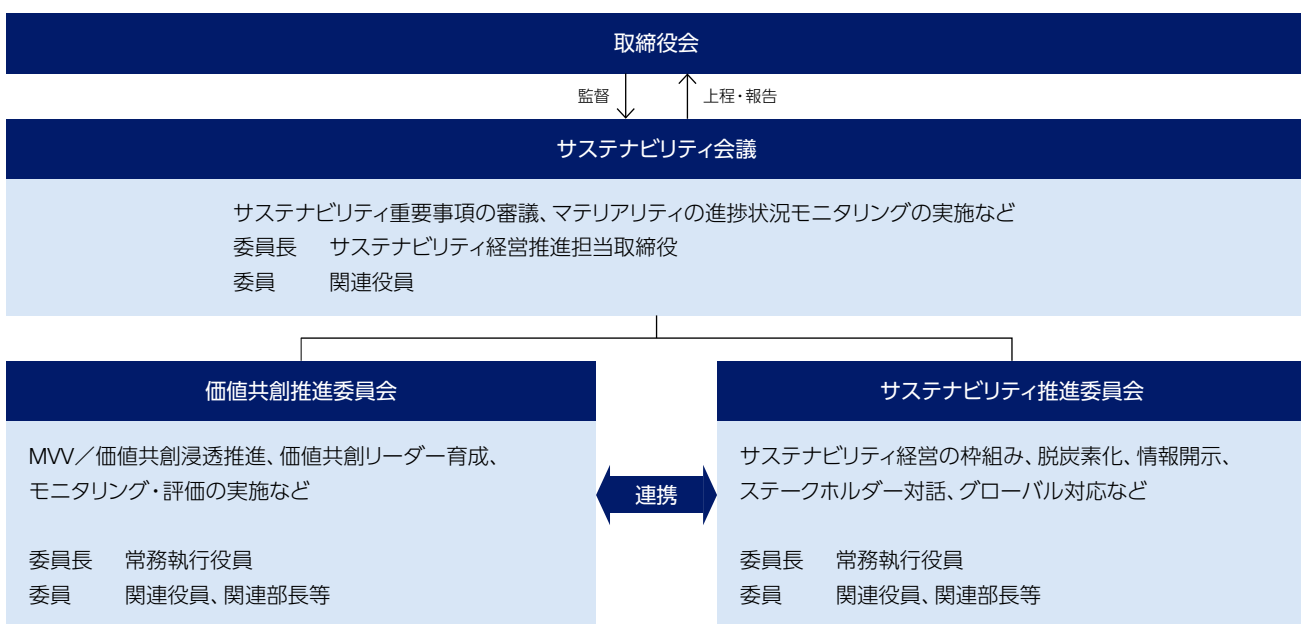 取締役会
監督
上程・報告
サステナビリティ会議
サステナビリティ重要事項の審議、マテリアリティの進捗状況モニタリングの実施など
委員長 サステナビリティ経営推進担当取締役
委員 関連役員
価値共創推進委員会
MVV／価値共創浸透推進、価値共創リーダー育成、
モニタリング・評価の実施など
委員長 常務執行役員
委員 関連役員、関連部長等
連携
サステナビリティ推進委員会
サステナビリティ経営の枠組み、脱炭素化、情報開示、
ステークホルダー対話、グローバル対応など
委員長 常務執行役員
委員 関連役員、関連部長等